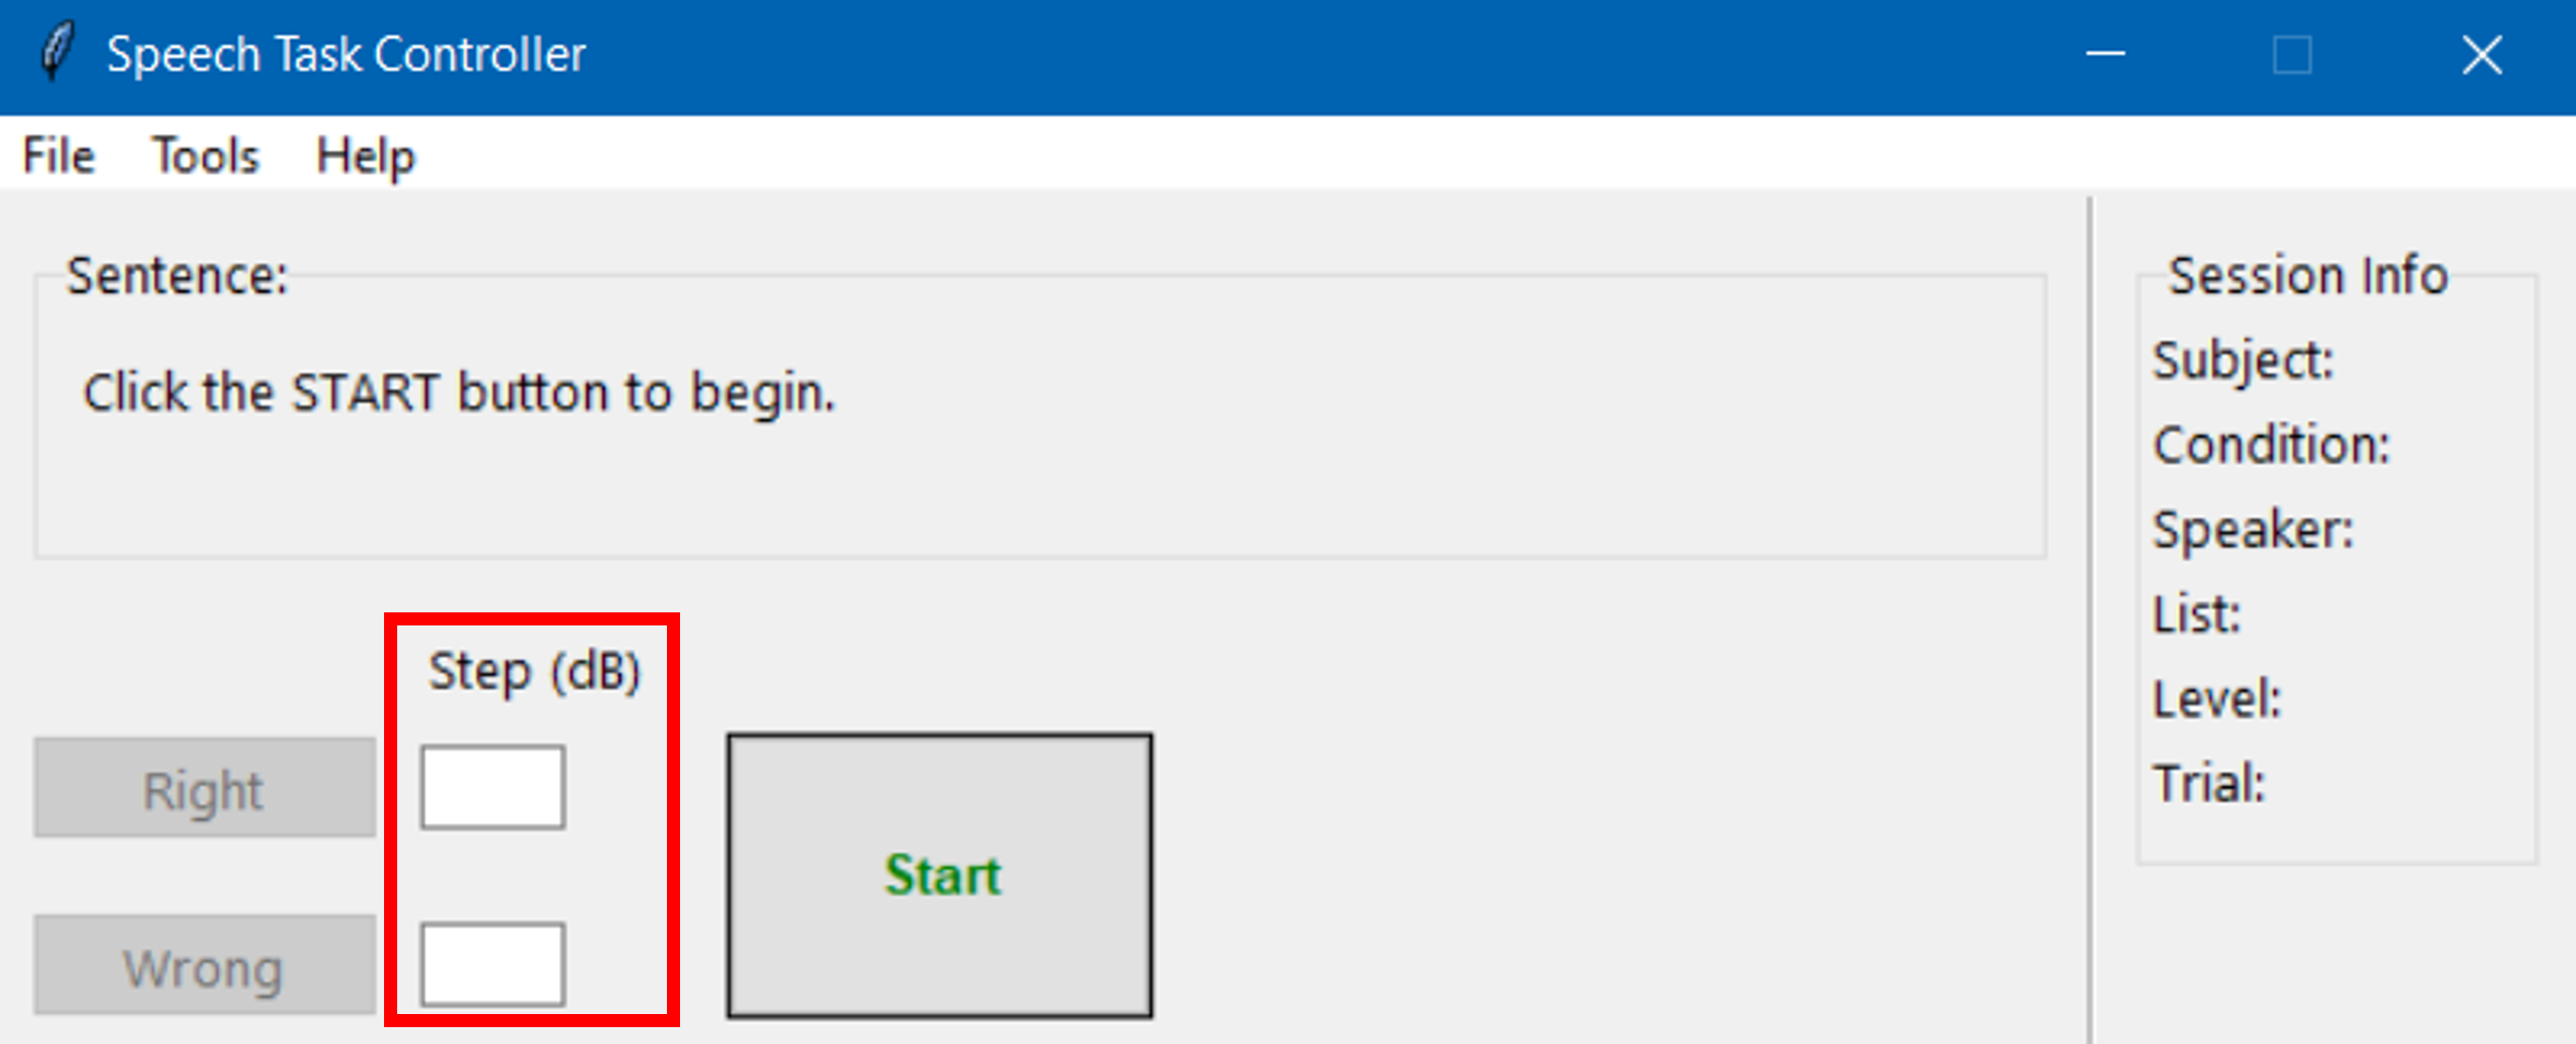 Speech Task Controller
File Tools Help
Sentence:
Click the START button to begin.
Step (dB)
Right
Wrong
Start
Session Info
Subject:
Condition:
Speaker:
List:
Level:
Trial: